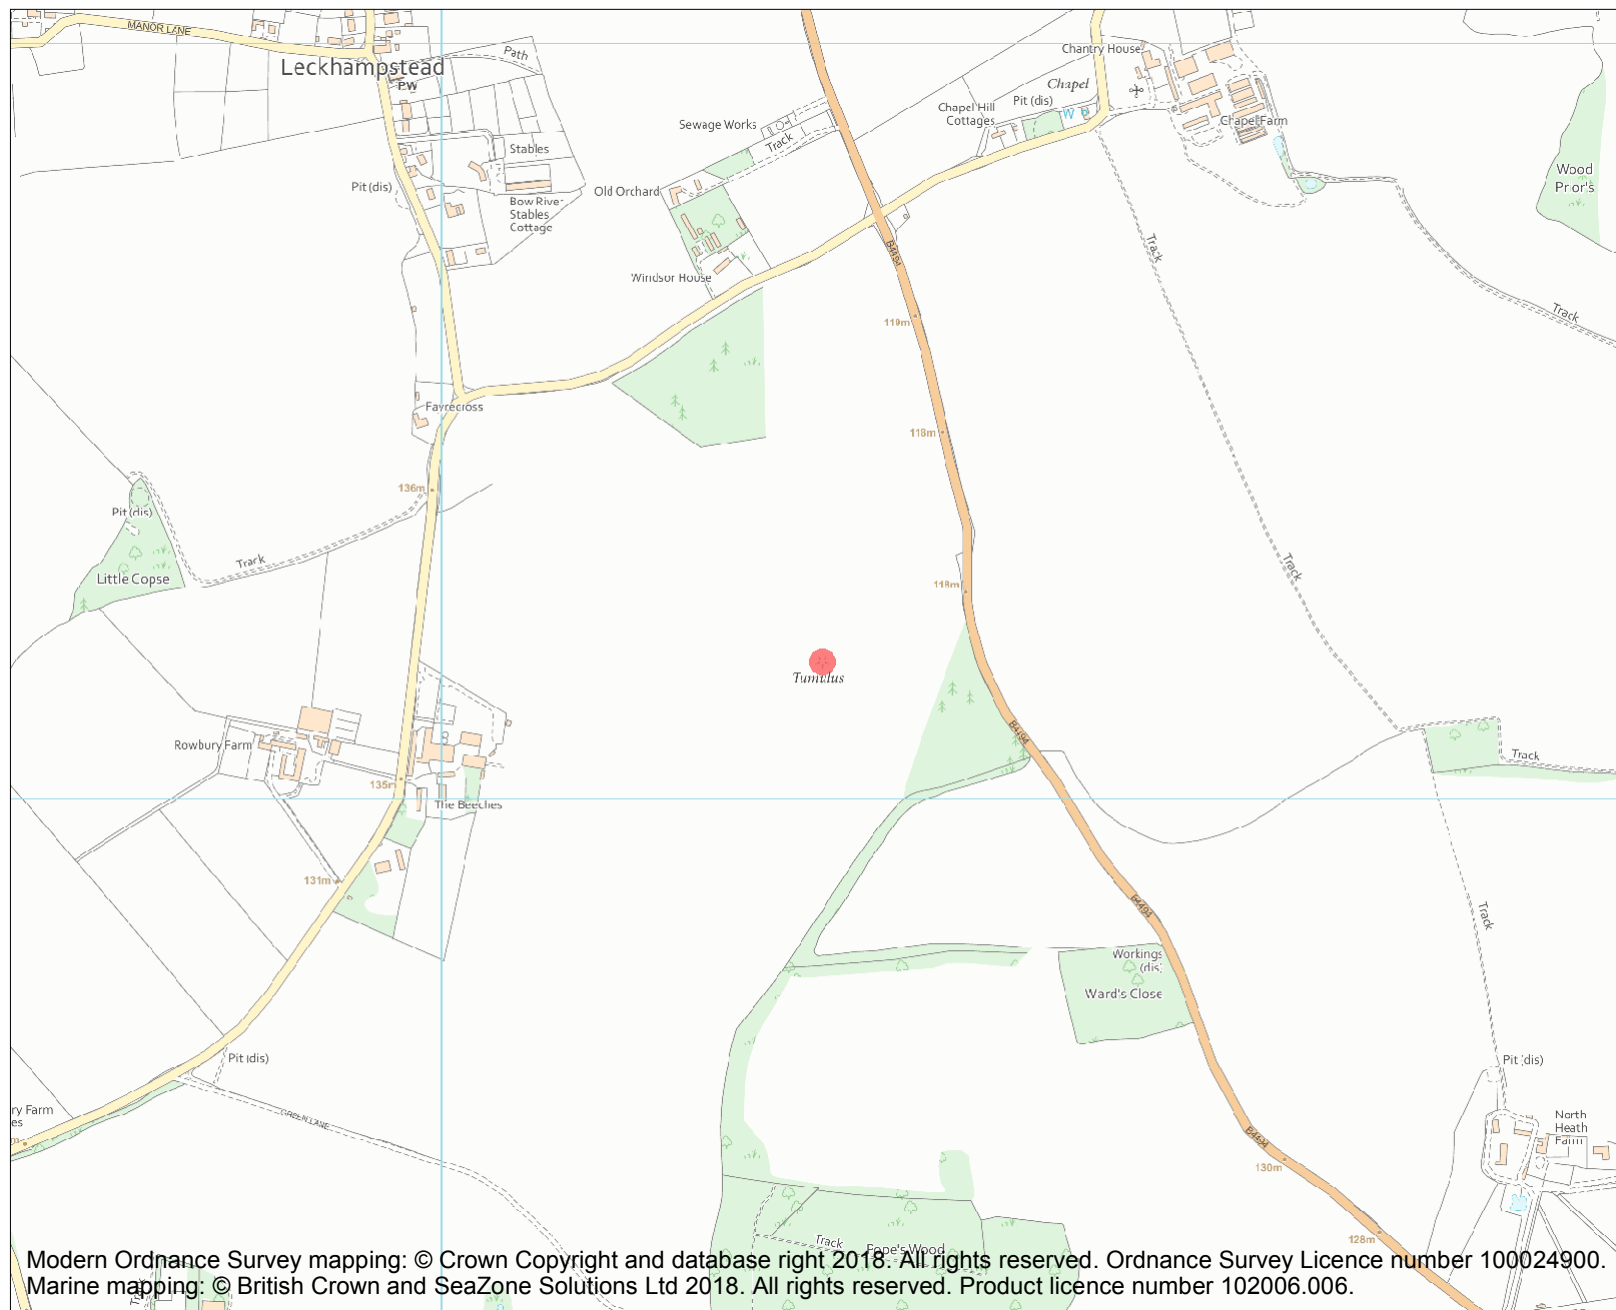 MANOR LANE
Leckhampstead
PW
Path
Chantry House
Chapel
Pit (dis)
Chapel Hill
Cottages
W
Chapel Farm
Sewage Works
Track
Stables
Pit (dis)
Old Orchard
Bow River
Stables
Cottage
Wood
Prior's
B4494
Track
Windsor House
Track
119m
Fayrecross
118m
136m
Pit (dis)
Track
Little Copse
Track
118m
Tumulus
B4494
Rowbury Farm
135m
The Beeches
Track
131m
B4494
Track
Workings
(dis)
Ward's Close
Pit (dis)
Pit (dis)
ry Farm
es
GREEN LANE
North
Heath
Farm
B4494
130m
128m
Track
Pope's Wood
Track
Modern Ordnance Survey mapping: © Crown Copyright and database right 2018. All rights reserved. Ordnance Survey Licence number 100024900.
Marine mapping: © British Crown and SeaZone Solutions Ltd 2018. All rights reserved. Product licence number 102006.006.